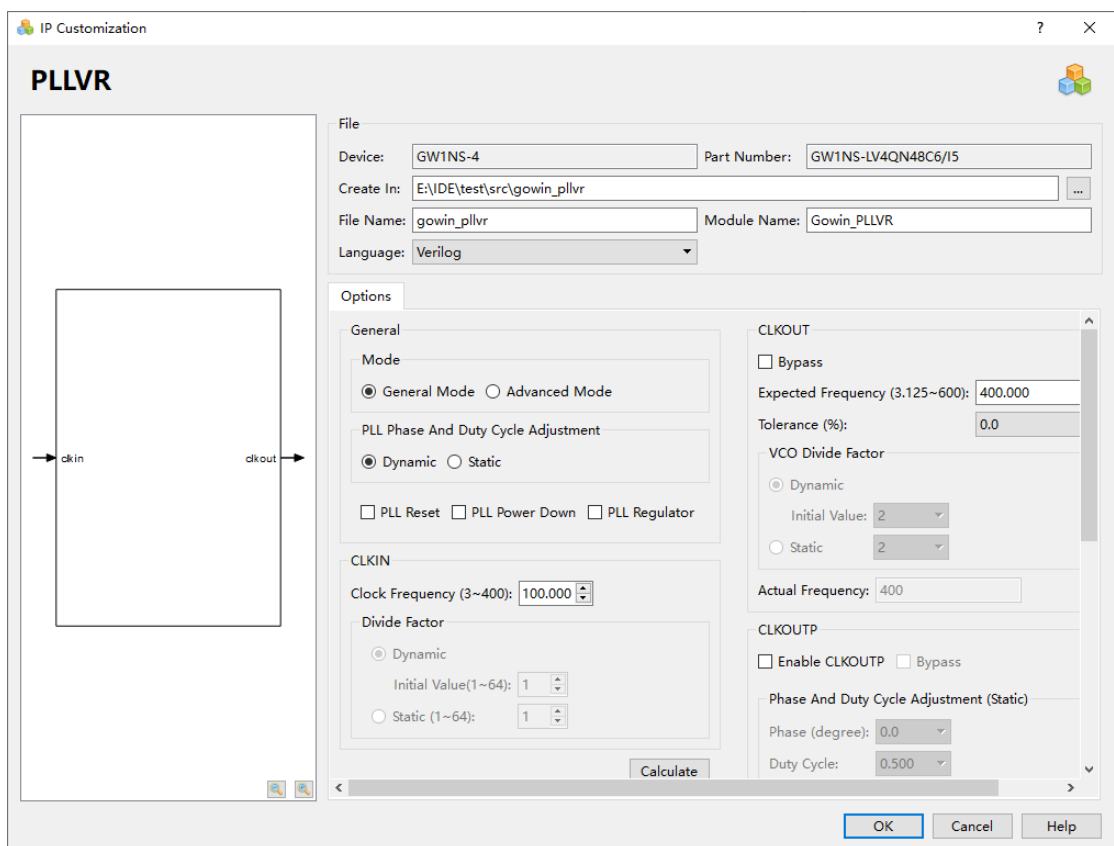 IP Customization
?
PLLVR
clkin
clkout
File
Device: GW1NS-4 Part Number: GW1NS-LV4QN48C6/I5
Create In: E:\IDE\test\src\gowin_pllvr ...
File Name: gowin_pllvr Module Name: Gowin_PLLVR
Language: Verilog
Options
General
Mode
General Mode Advanced Mode
PLL Phase And Duty Cycle Adjustment
Dynamic Static
PLL Reset PLL Power Down PLL Regulator
CLKIN
Clock Frequency (3~400): 100.000
Divide Factor
Dynamic
Initial Value(1~64): 1
Static (1~64): 1
Calculate
CLKOUT
Bypass
Expected Frequency (3.125~600): 400.000
Tolerance (%): 0.0
VCO Divide Factor
Dynamic
Initial Value: 2
Static 2
Actual Frequency: 400
CLKOUTP
Enable CLKOUTP Bypass
Phase And Duty Cycle Adjustment (Static)
Phase (degree): 0.0
Duty Cycle: 0.500
OK Cancel Help